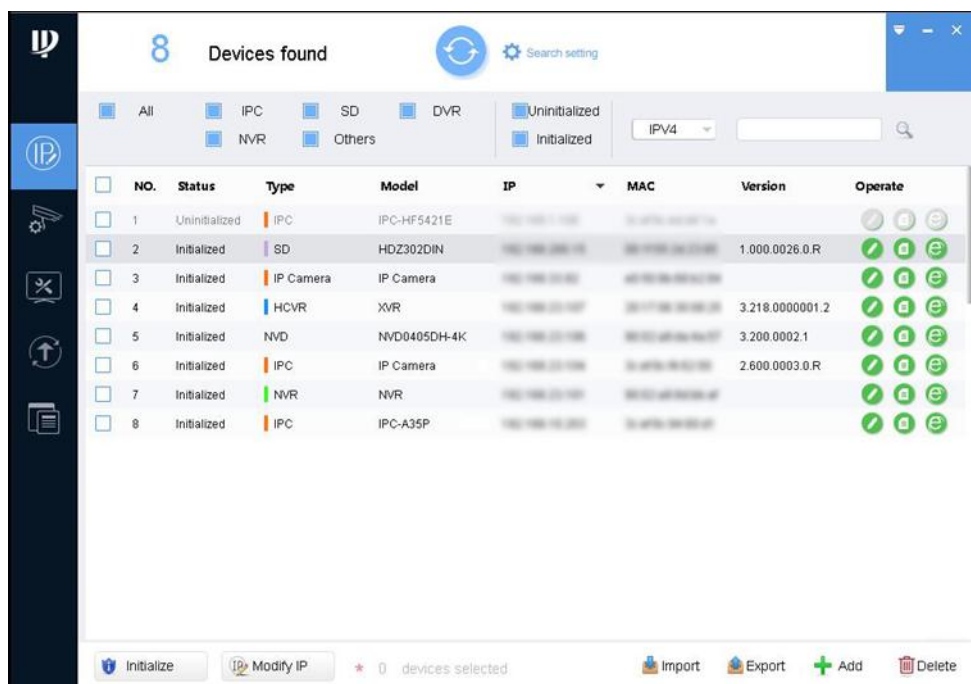 8 Devices found Search setting
All IPC SD DVR Uninitialized
NVR Others Initialized
IPV4
NO. Status Type Model IP MAC Version Operate
1 Uninitialized IPC IPC-HF5421E
2 Initialized SD HDZ302DIN 1.000.0026.0.R
3 Initialized IP Camera IP Camera
4 Initialized HCVR XVR 3.218.0000001.2
5 Initialized NVD NVD0405DH-4K 3.200.0002.1
6 Initialized IPC IP Camera 2.600.0003.0.R
7 Initialized NVR NVR
8 Initialized IPC IPC-A35P
Initialize Modify IP * 0 devices selected Import Export Add Delete